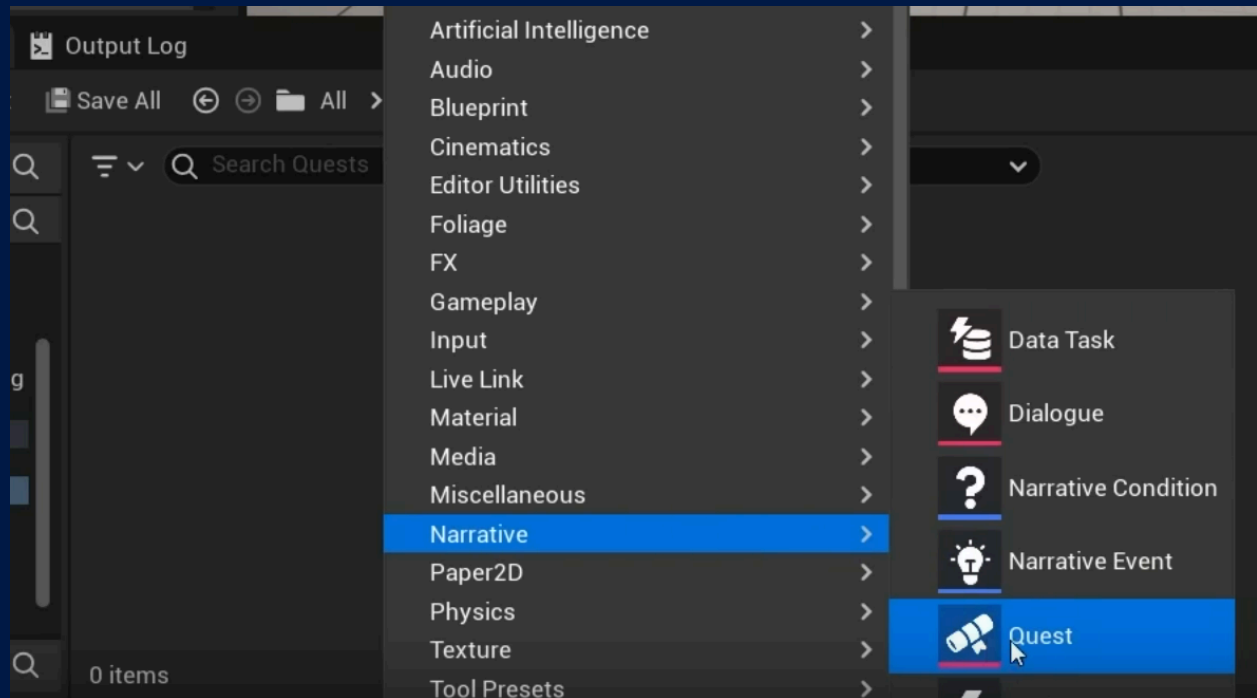 Output Log
Save All
All
Search Quests
g
0 items
Artificial Intelligence
Audio
Blueprint
Cinematics
Editor Utilities
Foliage
FX
Gameplay
Input
Live Link
Material
Media
Miscellaneous
Narrative
Paper2D
Physics
Texture
Tool Presets
Data Task
Dialogue
Narrative Condition
Narrative Event
Quest